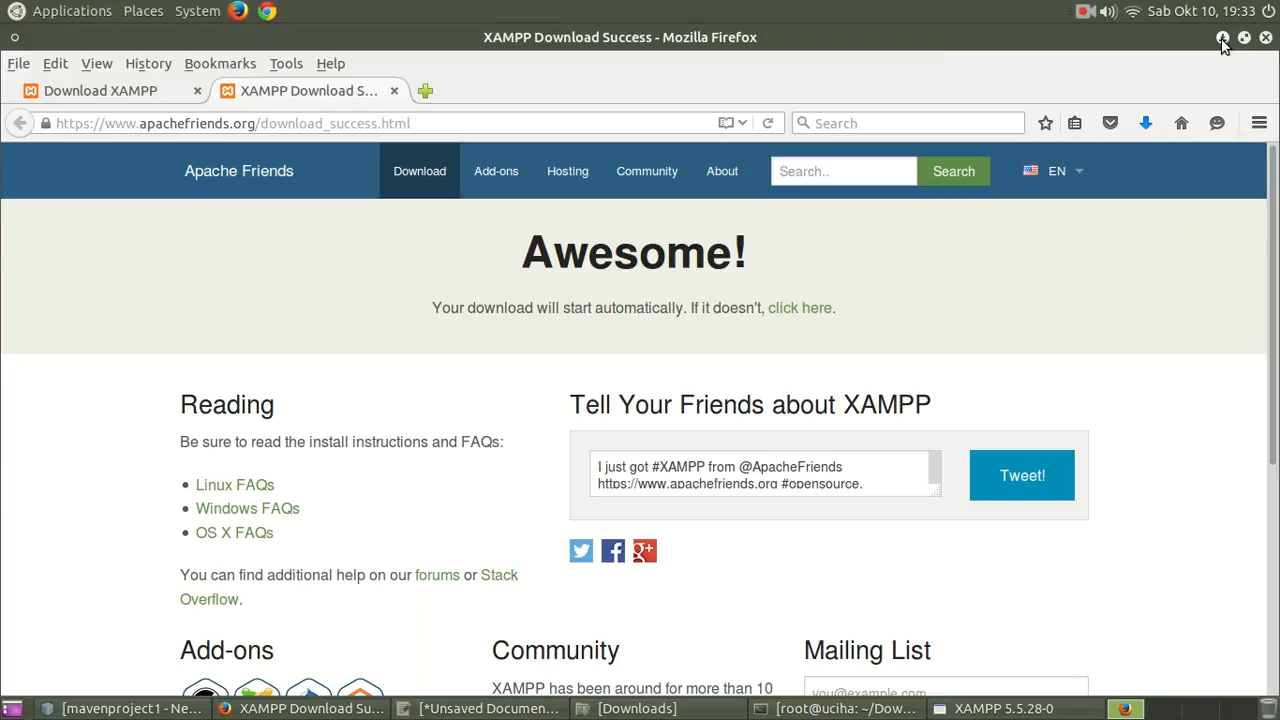 Applications Places System Sab Okt 10, 19:33
XAMPP Download Success - Mozilla Firefox
File Edit View History Bookmarks Tools Help
Download XAMPP XAMPP Download S...
https://www.apachefriends.org/download_success.html Search
Apache Friends Download Add-ons Hosting Community About Search.. Search EN
Awesome!
Your download will start automatically. If it doesn't, click here.
Reading
Be sure to read the install instructions and FAQs:
Linux FAQs
Windows FAQs
OS X FAQs
You can find additional help on our forums or Stack
Overflow.
Tell Your Friends about XAMPP
I just got #XAMPP from @ApacheFriends
https://www.apachefriends.org #opensource.
Tweet!
Add-ons
Community
XAMPP has been around for more than 10
Mailing List
you@example.com
[mavenproject1 - Ne... XAMPP Download Su... [*Unsaved Documen... [Downloads] [root@uciha: ~/Dow... XAMPP 5.5.28-0